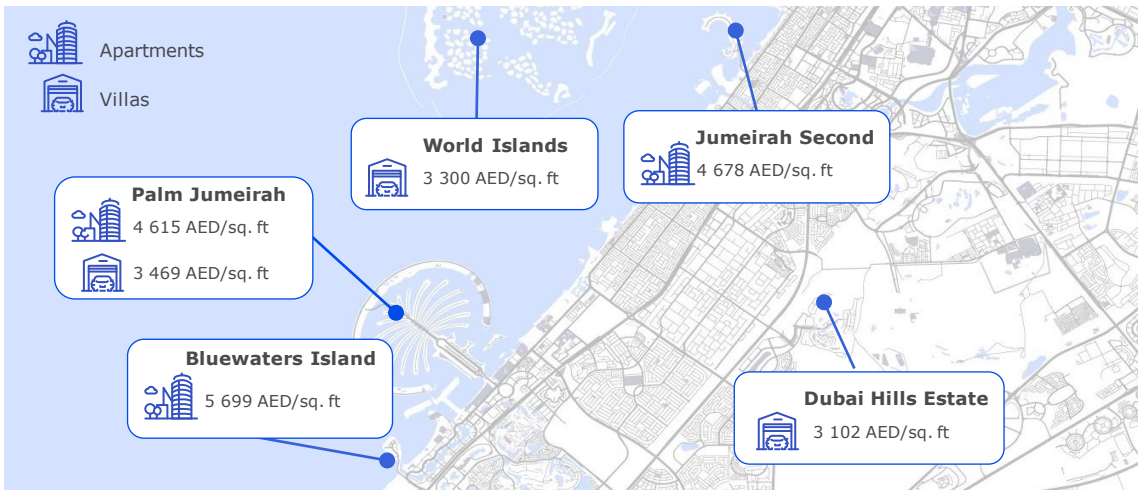 Apartments
Villas
World Islands
3 300 AED/sq. ft
Jumeirah Second
4 678 AED/sq. ft
Palm Jumeirah
4 615 AED/sq. ft
3 469 AED/sq. ft
Bluewaters Island
5 699 AED/sq. ft
Dubai Hills Estate
3 102 AED/sq. ft